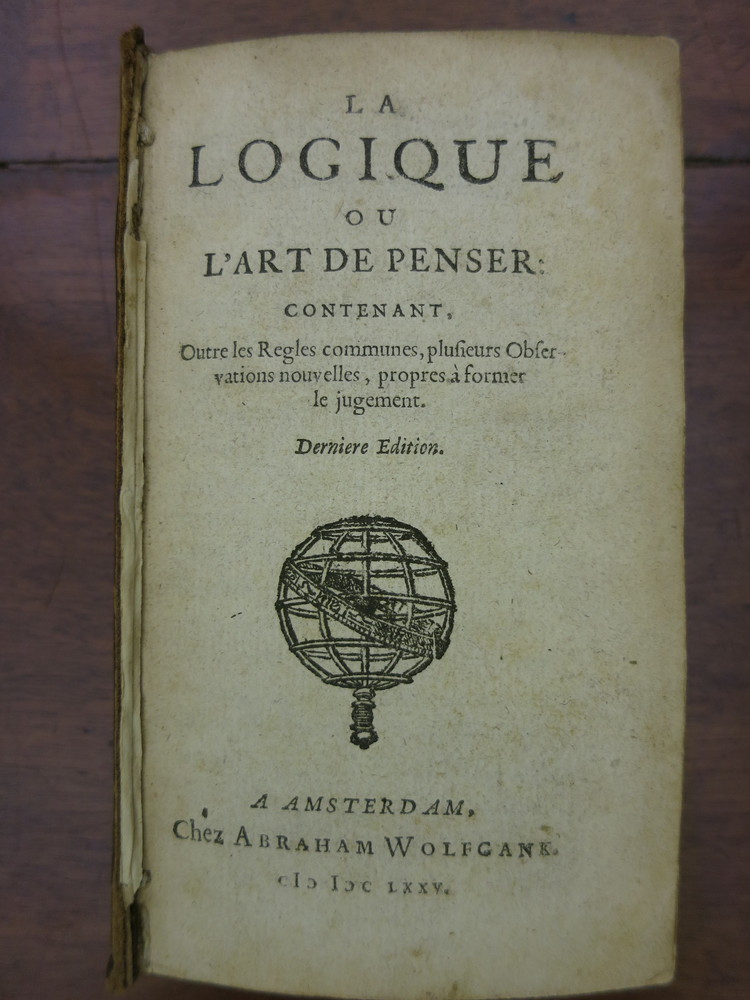 LA
LOGIQUE
OU
L'ART DE PENSER:
CONTENANT,
Outre les Regles communes, plusieurs Obser-
vations nouvelles, propres à former
le jugement.
Derniere Edition.
A AMSTERDAM,
Chez ABRAHAM WOLFGANK.
cIɔ Iɔc LXXV.